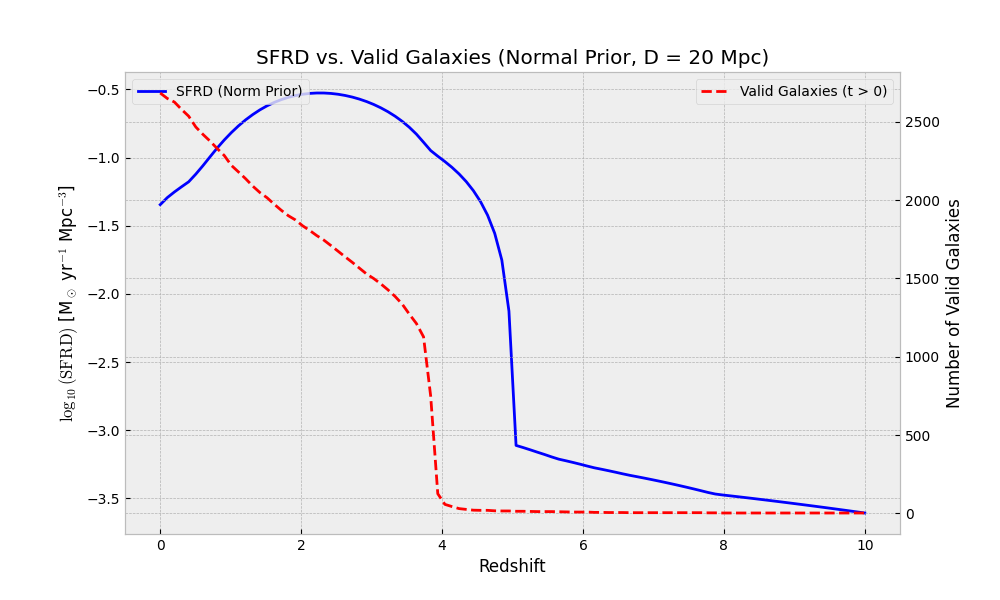 SFRD vs. Valid Galaxies (Normal Prior, D = 20 Mpc)
SFRD (Norm Prior)
Valid Galaxies (t > 0)
log₁₀ (SFRD) [M☉ yr⁻¹ Mpc⁻³]
−0.5
−1.0
−1.5
−2.0
−2.5
−3.0
−3.5
2500
2000
1500
1000
500
0
Number of Valid Galaxies
0 2 4 6 8 10
Redshift